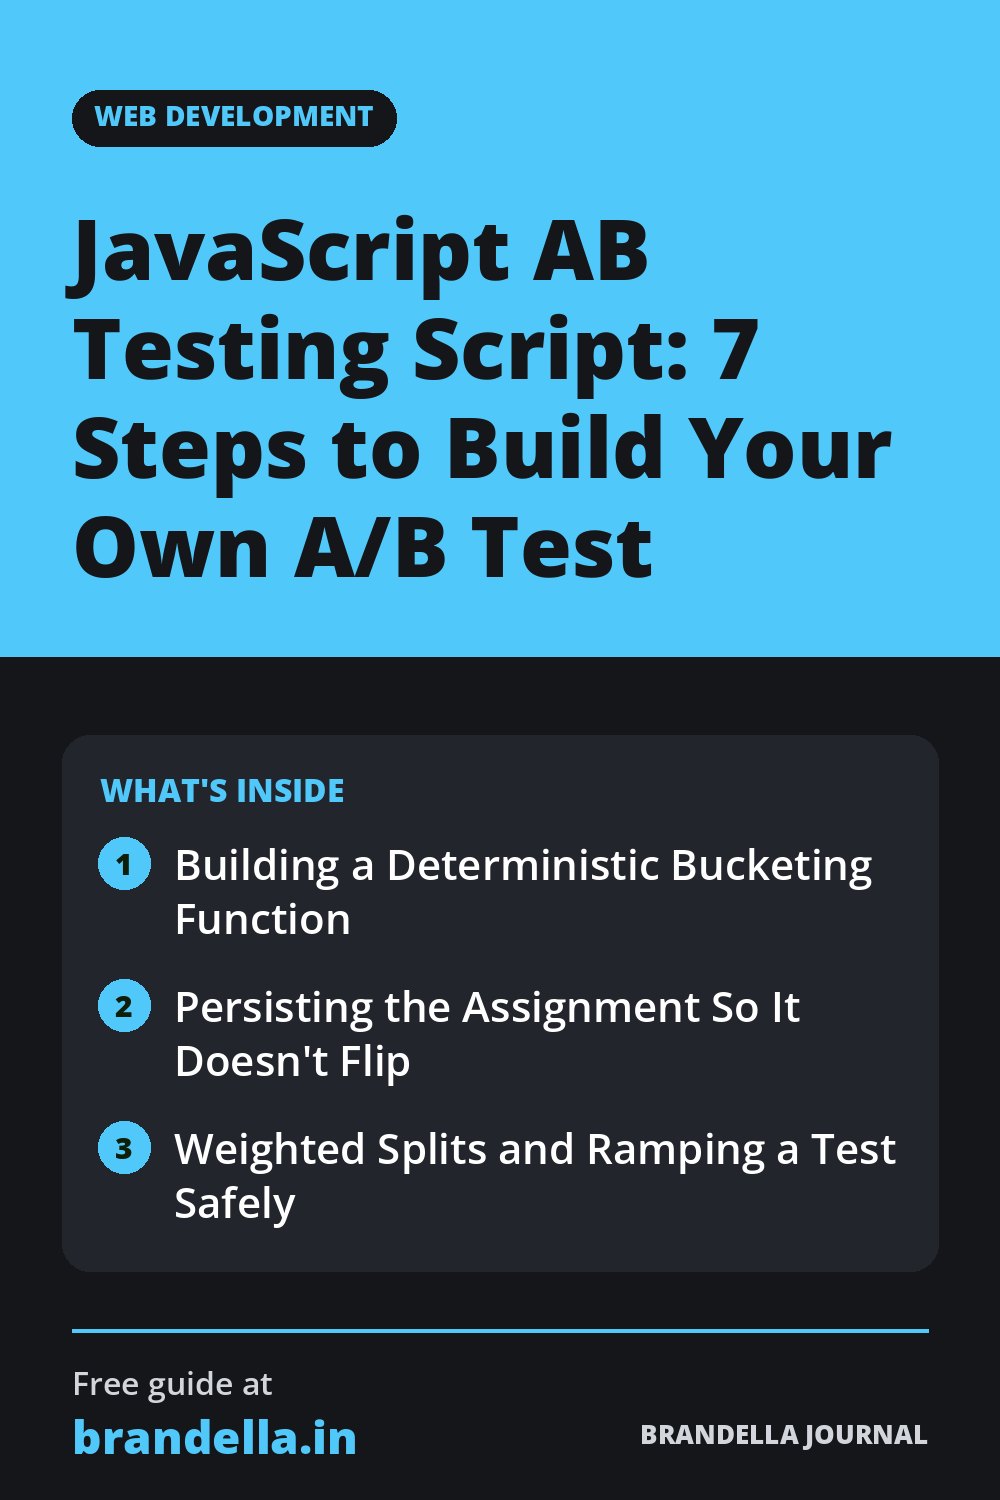 WEB DEVELOPMENT
JavaScript AB
Testing Script: 7
Steps to Build Your
Own A/B Test
WHAT'S INSIDE
1 Building a Deterministic Bucketing
Function
2 Persisting the Assignment So It
Doesn't Flip
3 Weighted Splits and Ramping a Test
Safely
Free guide at
brandella.in
BRANDELLA JOURNAL